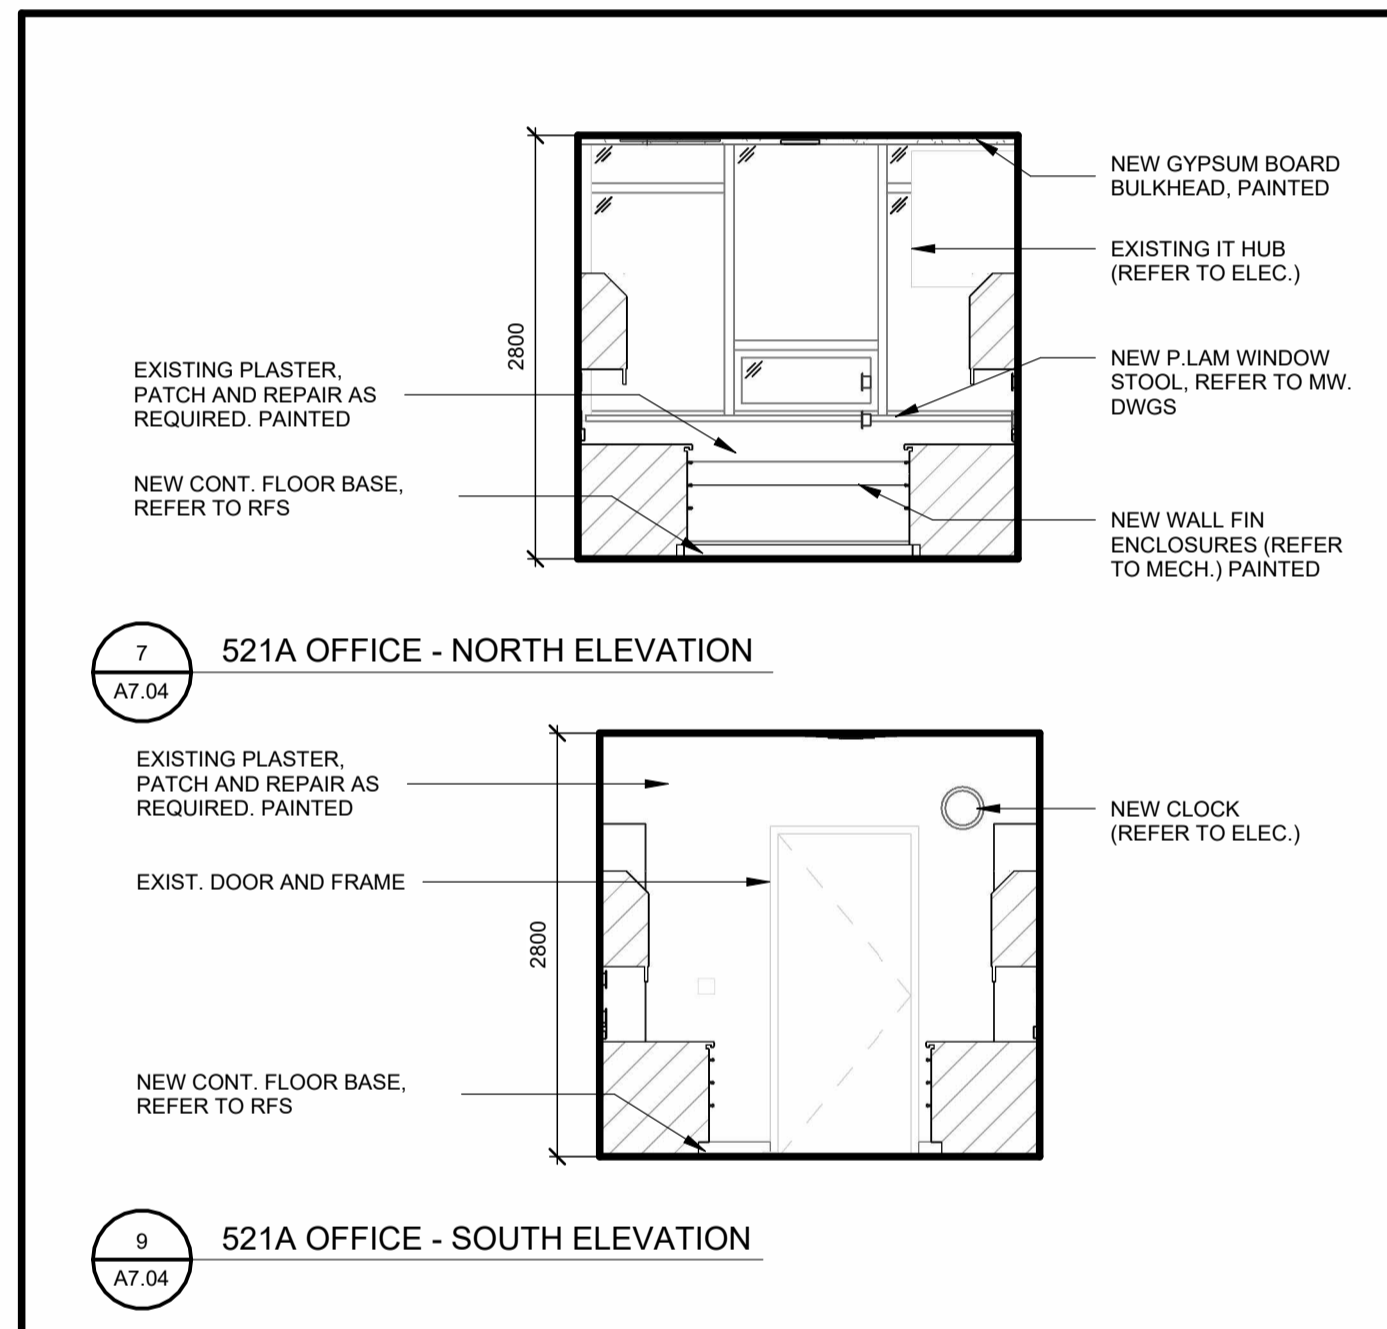 NEW GYPSUM BOARD
BULKHEAD, PAINTED
EXISTING IT HUB
(REFER TO ELEC.)
2800
EXISTING PLASTER,
PATCH AND REPAIR AS
REQUIRED. PAINTED
NEW P.LAM WINDOW
STOOL, REFER TO MW.
DWGS
NEW CONT. FLOOR BASE,
REFER TO RFS
NEW WALL FIN
ENCLOSURES (REFER
TO MECH.) PAINTED
7
A7.04
521A OFFICE - NORTH ELEVATION
EXISTING PLASTER,
PATCH AND REPAIR AS
REQUIRED. PAINTED
NEW CLOCK
(REFER TO ELEC.)
EXIST. DOOR AND FRAME
2800
NEW CONT. FLOOR BASE,
REFER TO RFS
9
A7.04
521A OFFICE - SOUTH ELEVATION